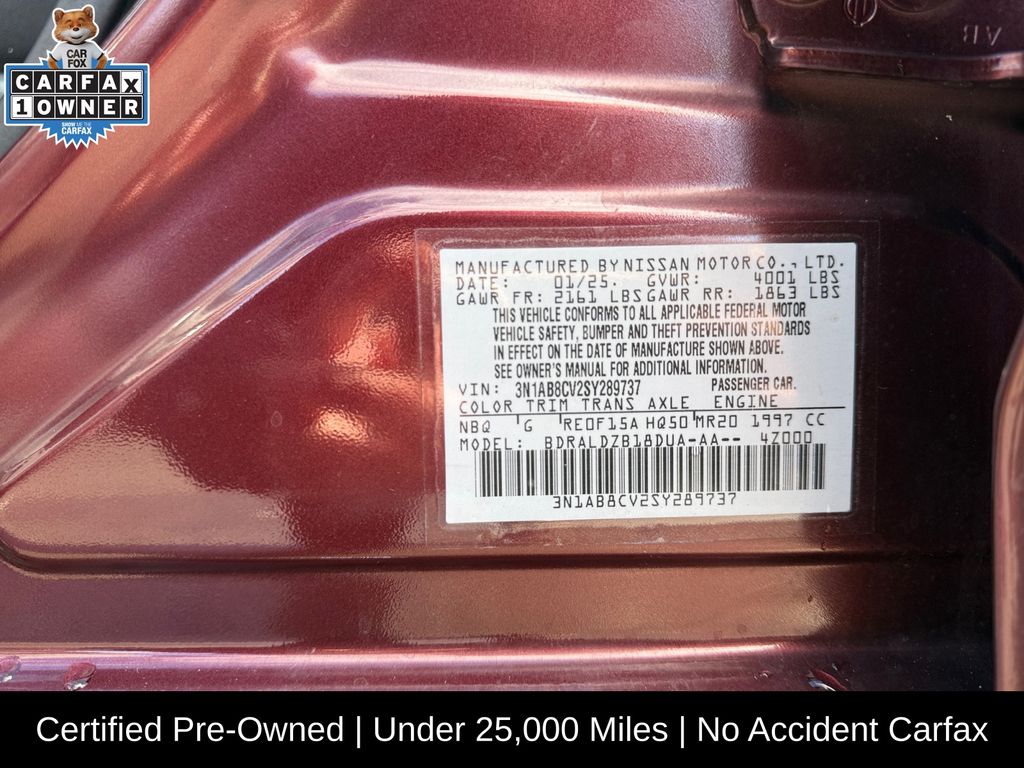 CAR
FOX
CARFAX
1 OWNER
SHOW ME THE
CARFAX
AB
MANUFACTURED BY NISSAN MOTOR CO., LTD.
DATE: 01/25. GVWR: 4001 LBS
GAWR FR: 2161 LBS GAWR RR: 1863 LBS
THIS VEHICLE CONFORMS TO ALL APPLICABLE FEDERAL MOTOR
VEHICLE SAFETY, BUMPER AND THEFT PREVENTION STANDARDS
IN EFFECT ON THE DATE OF MANUFACTURE SHOWN ABOVE.
SEE OWNER'S MANUAL FOR ADDITIONAL INFORMATION.
VIN: 3N1AB8CV2SY289737 PASSENGER CAR.
COLOR TRIM TRANS AXLE ENGINE
NBQ G RE0F15A HQ50 MR20 1997 CC
MODEL: BDRALDZB18DUA-AA-- 4Z000
3N1AB8CV2SY289737
Certified Pre-Owned | Under 25,000 Miles | No Accident Carfax